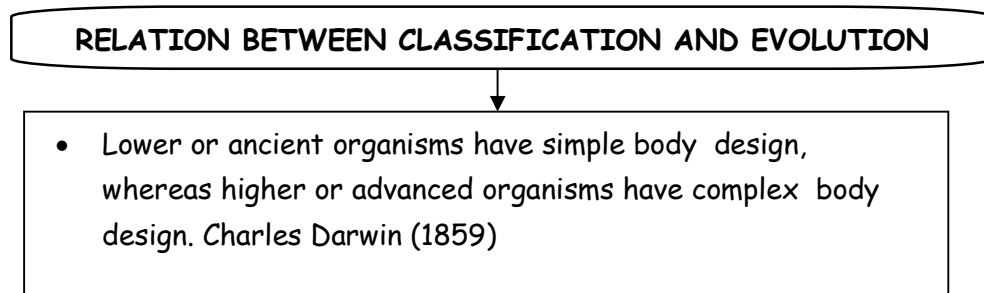 RELATION BETWEEN CLASSIFICATION AND EVOLUTION
• Lower or ancient organisms have simple body design,
whereas higher or advanced organisms have complex body
design. Charles Darwin (1859)